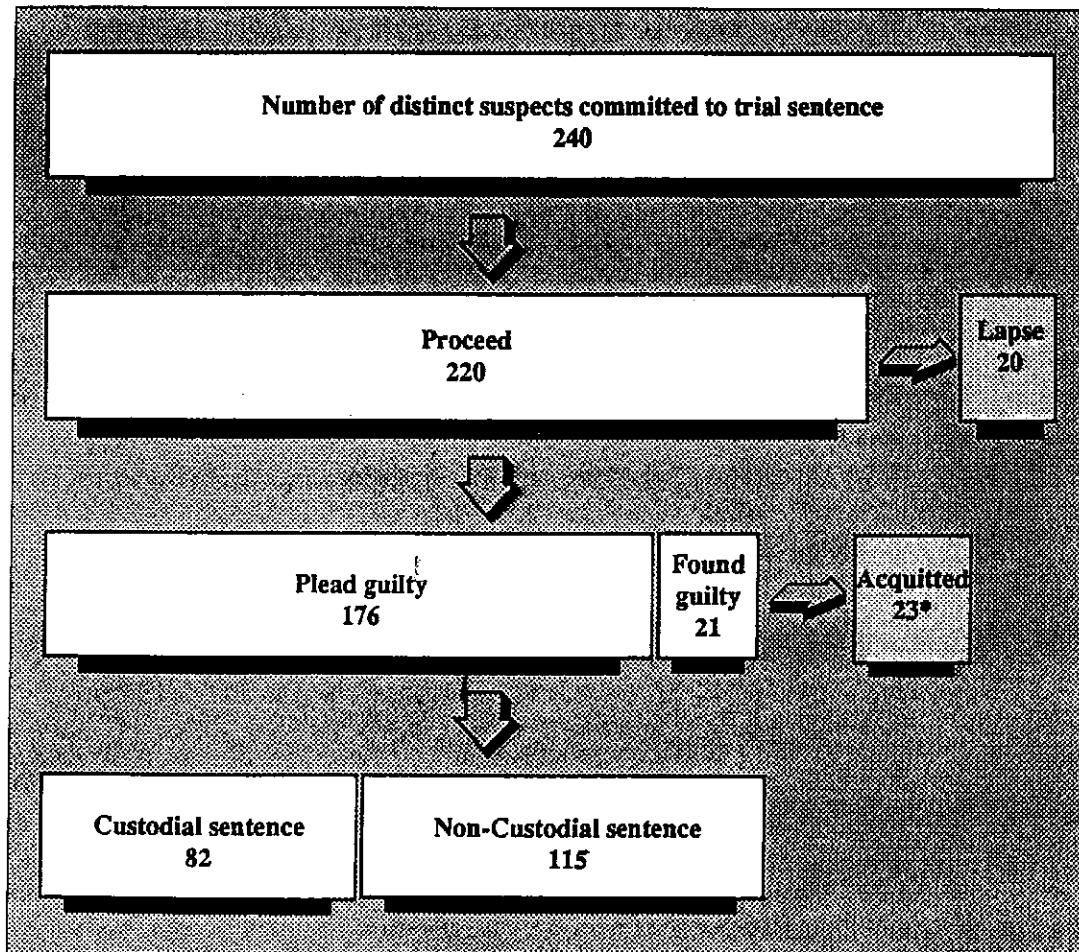 Number of distinct suspects committed to trial sentence
240
Proceed
220
Lapse
20
Plead guilty
176
Found
guilty
21
Acquitted
23*
Custodial sentence
82
Non-Custodial sentence
115